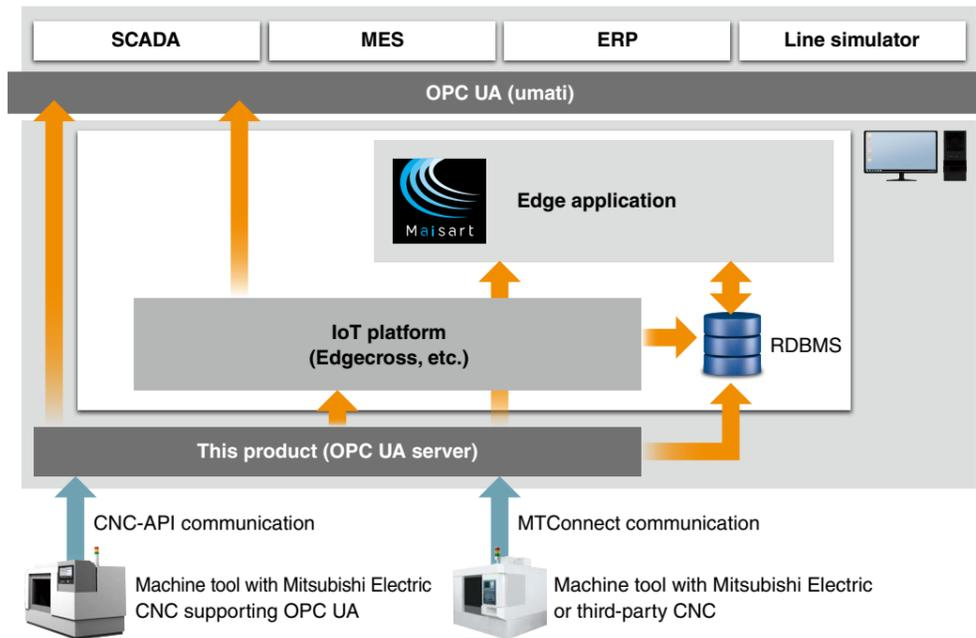 SCADA
MES
ERP
Line simulator
OPC UA (umati)
Maisart
Edge application
IoT platform
(Edgecross, etc.)
RDBMS
This product (OPC UA server)
CNC-API communication
MTConnect communication
Machine tool with Mitsubishi Electric
CNC supporting OPC UA
Machine tool with Mitsubishi Electric
or third-party CNC